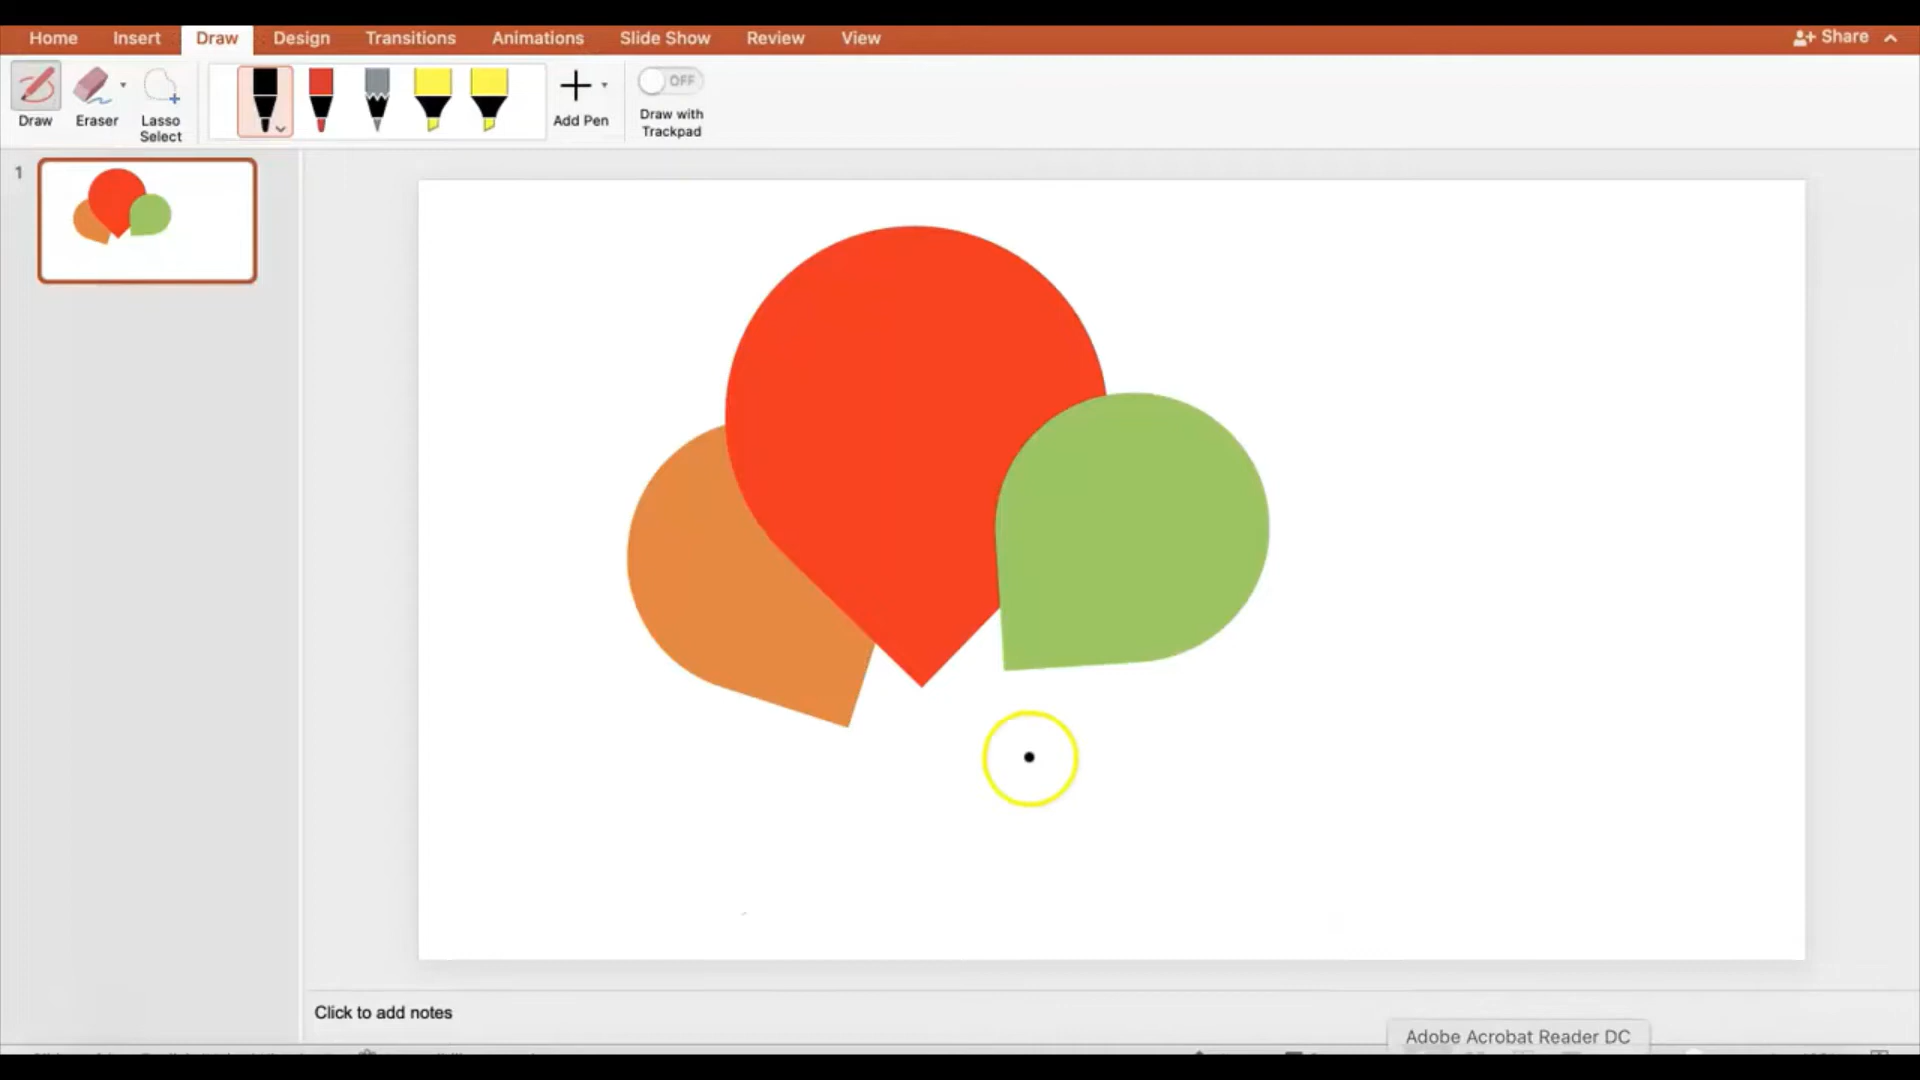 Home Insert Draw Design Transitions Animations Slide Show Review View Share
OFF
Draw Eraser Lasso Select Add Pen Draw with Trackpad
1
Click to add notes
Adobe Acrobat Reader DC